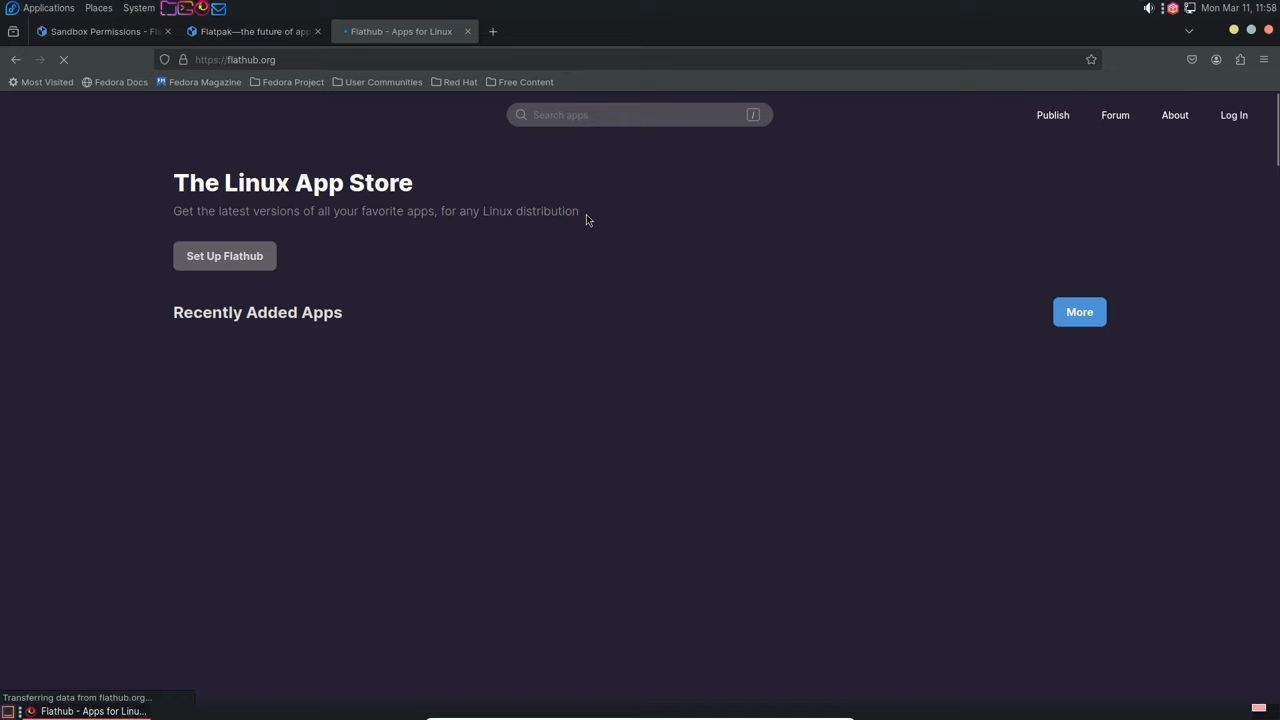 Applications Places System Mon Mar 11, 11:58
Sandbox Permissions - Fl Flatpak—the future of app Flathub - Apps for Linux
https://flathub.org
Most Visited Fedora Docs Fedora Magazine Fedora Project User Communities Red Hat Free Content
Search apps / Publish Forum About Log In
The Linux App Store
Get the latest versions of all your favorite apps, for any Linux distribution
Set Up Flathub
Recently Added Apps More
Transferring data from flathub.org...
Flathub - Apps for Linu...